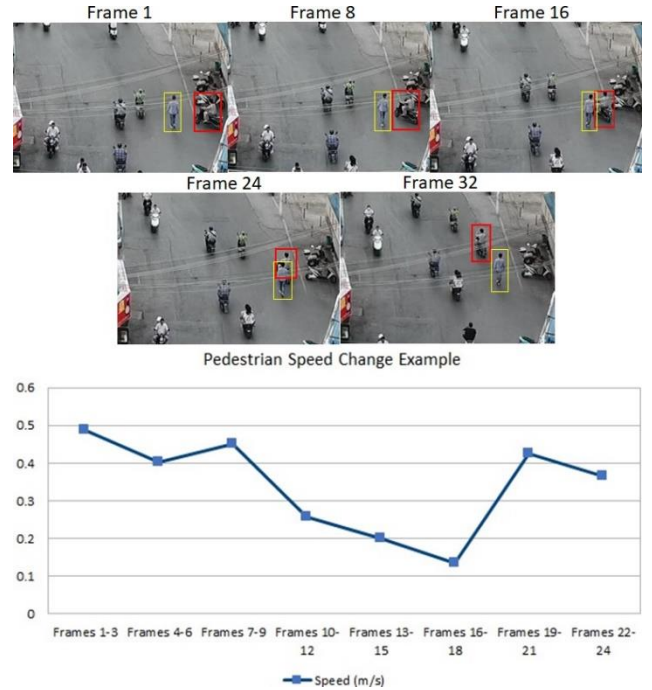 Frame 1 Frame 8 Frame 16
Frame 24 Frame 32
Pedestrian Speed Change Example
0.6
0.5
0.4
0.3
0.2
0.1
0
Frames 1-3 Frames 4-6 Frames 7-9 Frames 10- Frames 13- Frames 16- Frames 19- Frames 22-
12 15 18 21 24
Speed (m/s)